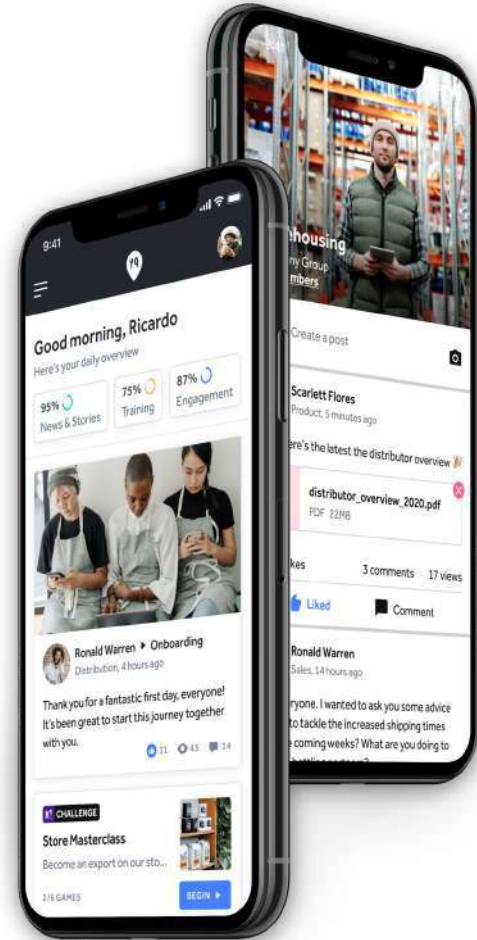 9:41
Good morning, Ricardo
Here's your daily overview
95%
News & Stories
75%
Training
87%
Engagement
Ronald Warren ▸ Onboarding
Distribution, 4 hours ago
Thank you for a fantastic first day, everyone!
It's been great to start this journey together
with you.
CHALLENGE
Store Masterclass
Become an export on our sto...
2/6 GAMES
BEGIN ▸
housing
ny Group
mbers
Create a post
Scarlett Flores
Product, 5 minutes ago
ere's the latest the distributor overview 🎉
distributor_overview_2020.pdf
PDF 22MB
kes
3 comments 17 views
Liked
Comment
Ronald Warren
Sales, 14 hours ago
ryone. I wanted to ask you some advice
to tackle the increased shipping times
coming weeks? What are you doing to